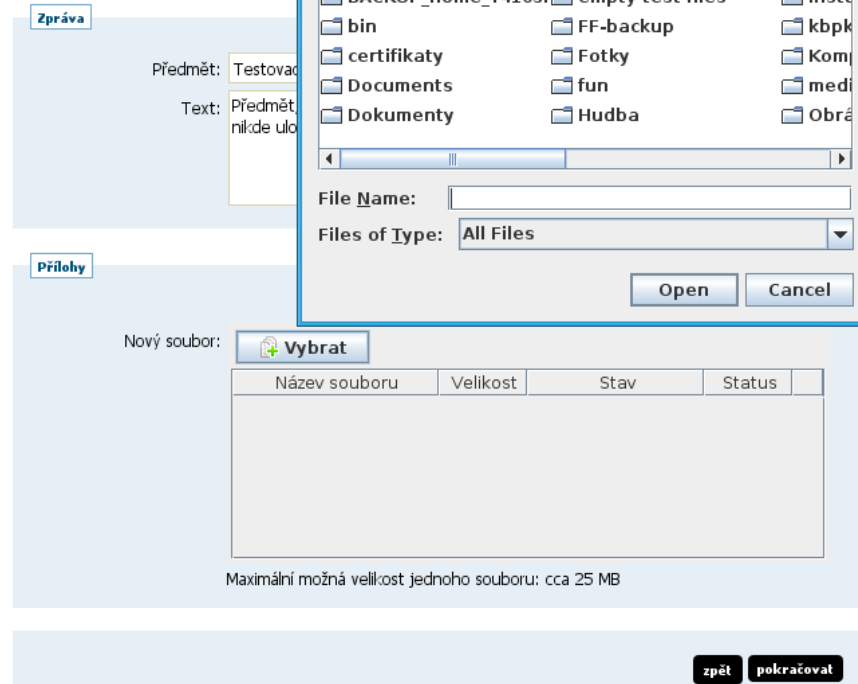 Zpráva
Předmět:
Text: Předmět,
nikde
bin FF-backup
certifikaty Fotky
Documents fun
Dokumenty Hudba
File Name:
Files of Type: All Files
Open Cancel
Přílohy
Nový soubor: Vybrat
Název souboru Velikost Stav Status
Maximální možná velikost jednoho souboru: cca 25 MB
zpět pokračovat